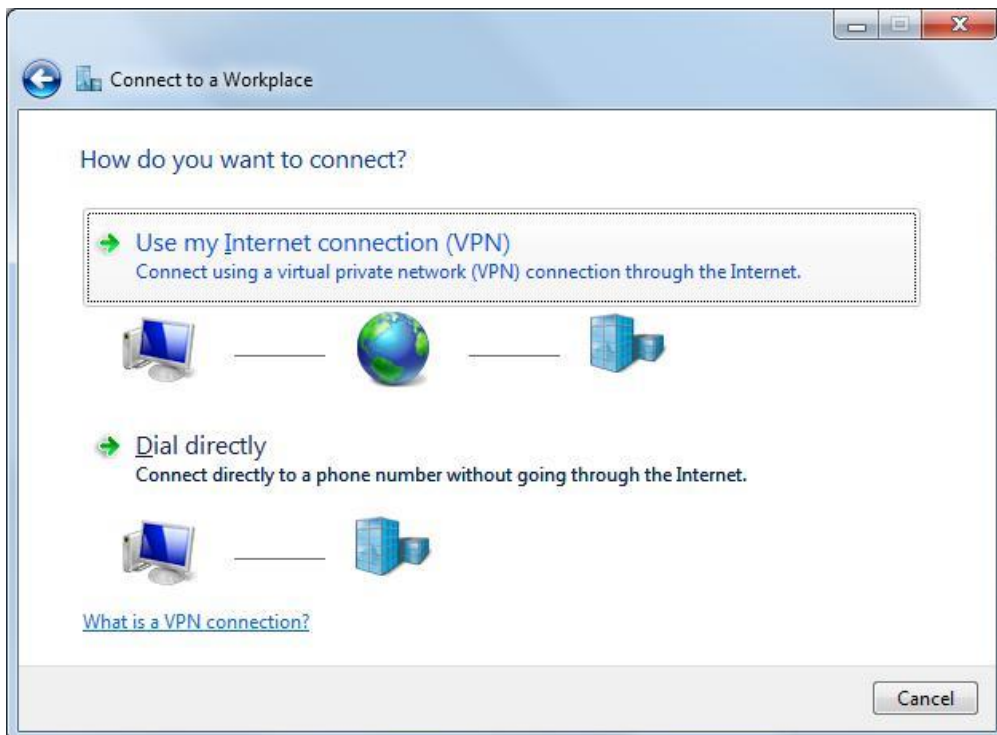 Connect to a Workplace
How do you want to connect?
Use my Internet connection (VPN)
Connect using a virtual private network (VPN) connection through the Internet.
Dial directly
Connect directly to a phone number without going through the Internet.
What is a VPN connection?
Cancel